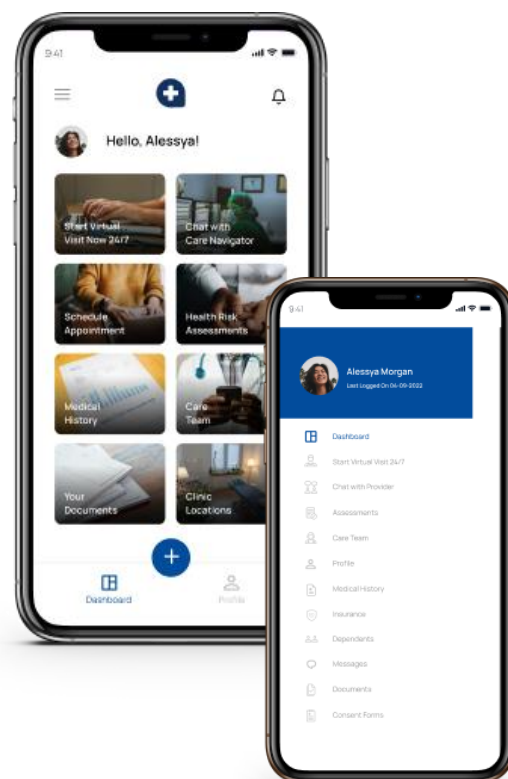 9:41
Hello, Alessya!
Start Virtual
Visit Now 24/7
Chat with
Care Navigator
Schedule
Appointment
Health Risk
Assessments
Medical
History
Care
Team
Your
Documents
Clinic
Locations
Dashboard
Profile
9:41
Alessya Morgan
Last Logged On 04-09-2022
Dashboard
Start Virtual Visit 24/7
Chat with Provider
Assessments
Care Team
Profile
Medical History
Insurance
Dependents
Messages
Documents
Consent Forms